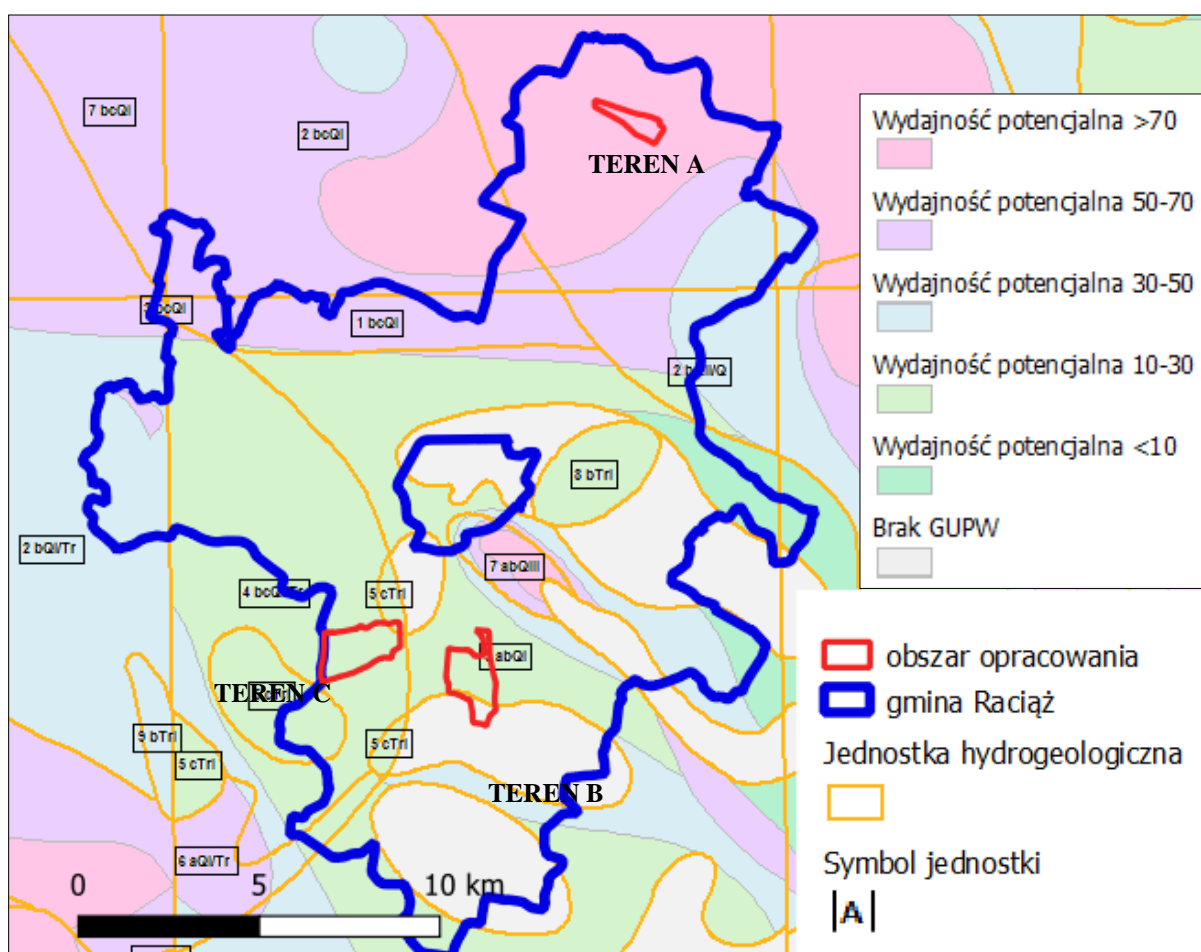 7 bcQI
2 bcQI
TEREN A
3 bcQI
1 bcQI
8 bTrI
2 bQI/Tr
7 abQIII
5 cTrI
abQI
TEREN C
9 bTrI
5 cTrI
5 cTrI
TEREN B
6 aQI/Tr
0 5 10 km
Wydajność potencjalna >70
Wydajność potencjalna 50-70
Wydajność potencjalna 30-50
Wydajność potencjalna 10-30
Wydajność potencjalna <10
Brak GUPW
obszar opracowania
gmina Raciąż
Jednostka hydrogeologiczna
Symbol jednostki
|A|